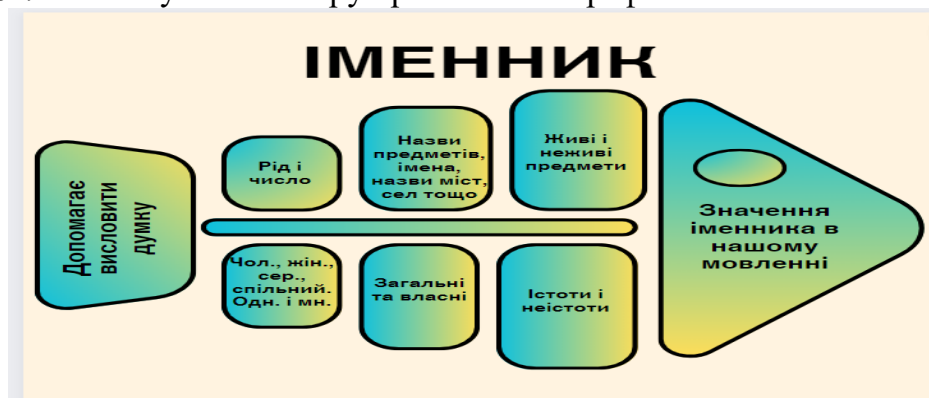 ІМЕННИК
Допомагає
висловити
думку
Рід і
число
Назви
предметів,
імена,
назви міст,
сел тощо
Живі і
неживі
предмети
Чол., жін.,
сер.,
спільний.
Одн. і мн.
Загальні
та власні
Істоти і
неістоти
Значення
іменника в
нашому
мовленні